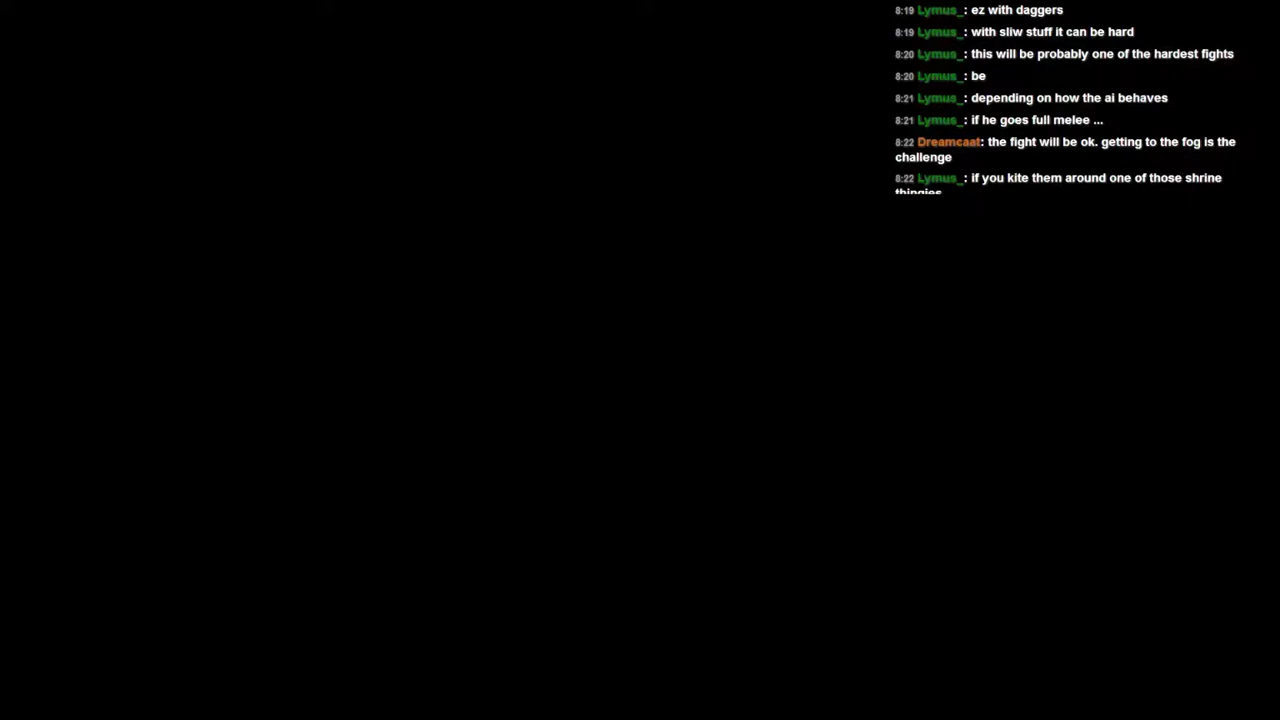 8:19 Lymus_: ez with daggers
8:19 Lymus_: with sliw stuff it can be hard
8:20 Lymus_: this will be probably one of the hardest fights
8:20 Lymus_: be
8:21 Lymus_: depending on how the ai behaves
8:21 Lymus_: if he goes full melee ...
8:22 Dreamcaat: the fight will be ok. getting to the fog is the
challenge
8:22 Lymus_: if you kite them around one of those shrine
thingies